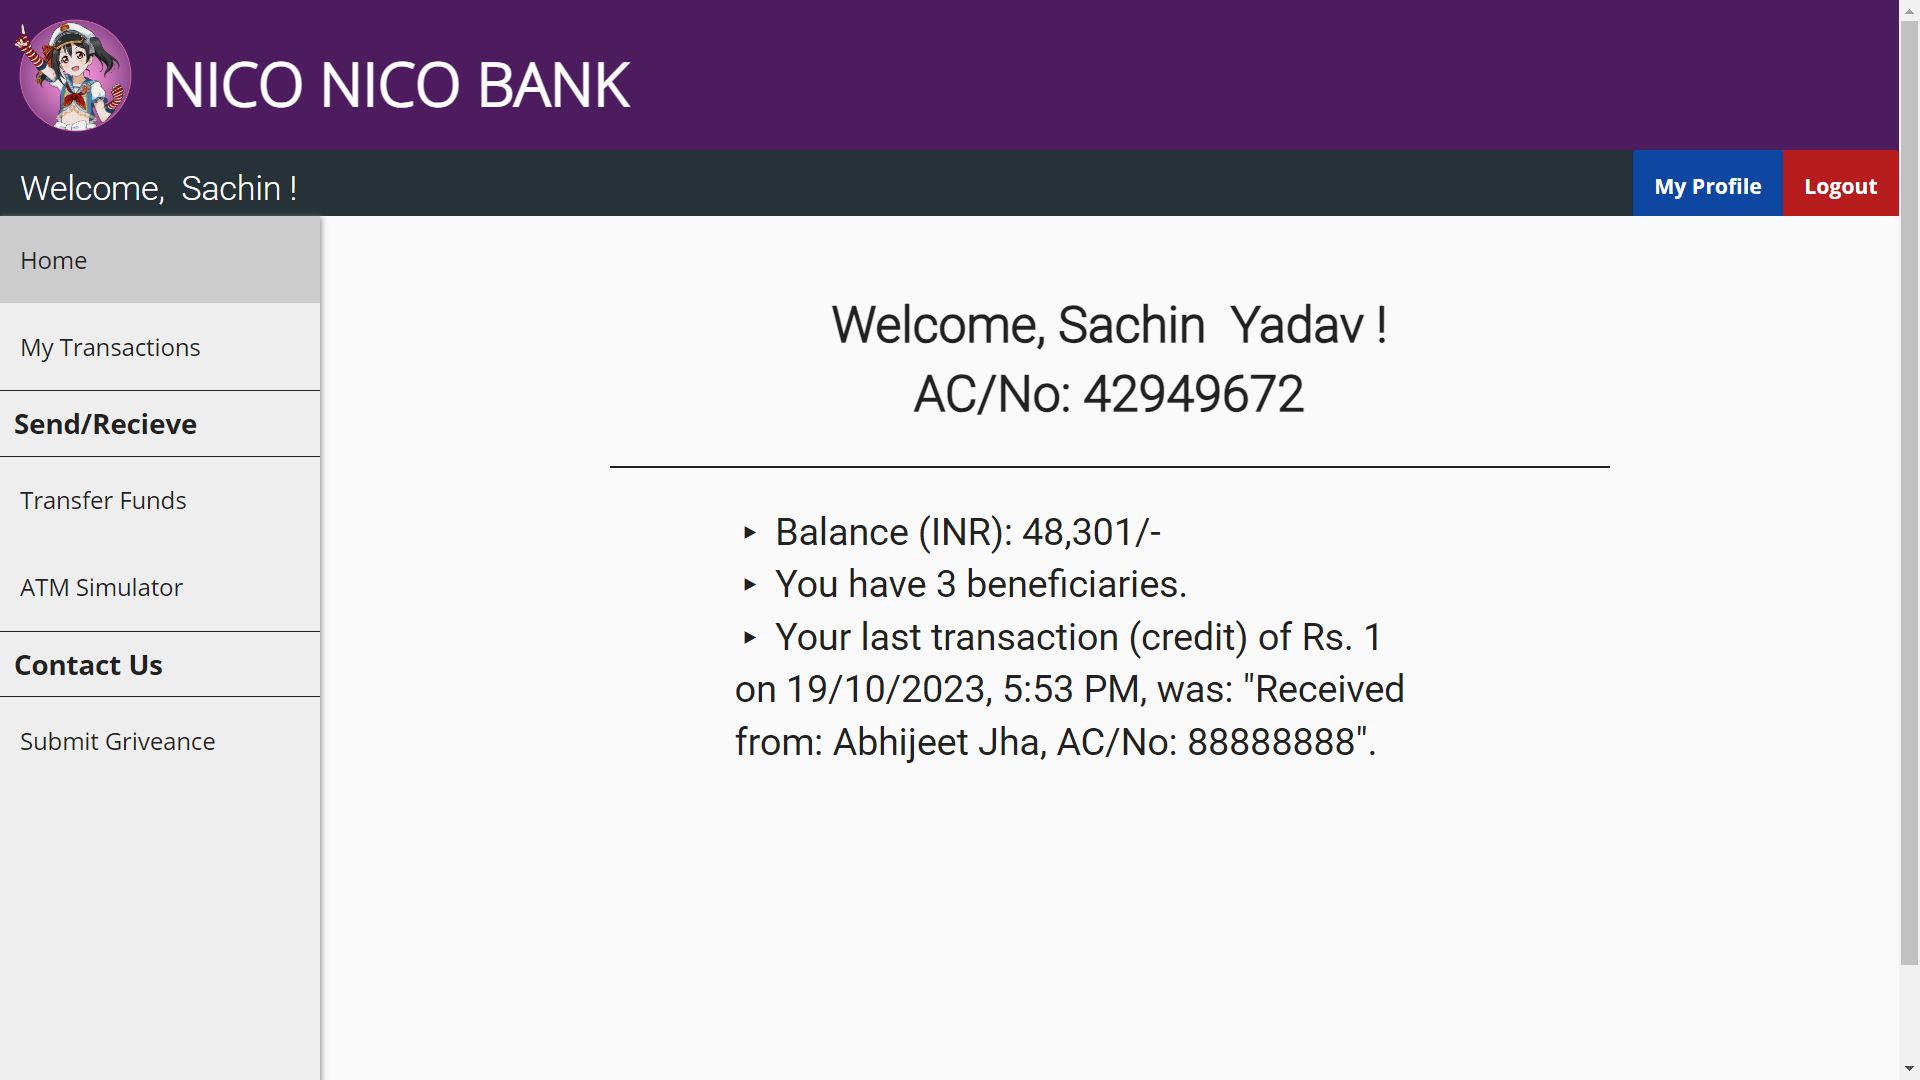 NICO NICO BANK
Welcome, Sachin !
My Profile
Logout
Home
My Transactions
Send/Recieve
Transfer Funds
ATM Simulator
Contact Us
Submit Griveance
Welcome, Sachin Yadav !
AC/No: 42949672
‣ Balance (INR): 48,301/-
‣ You have 3 beneficiaries.
‣ Your last transaction (credit) of Rs. 1
on 19/10/2023, 5:53 PM, was: "Received
from: Abhijeet Jha, AC/No: 88888888".